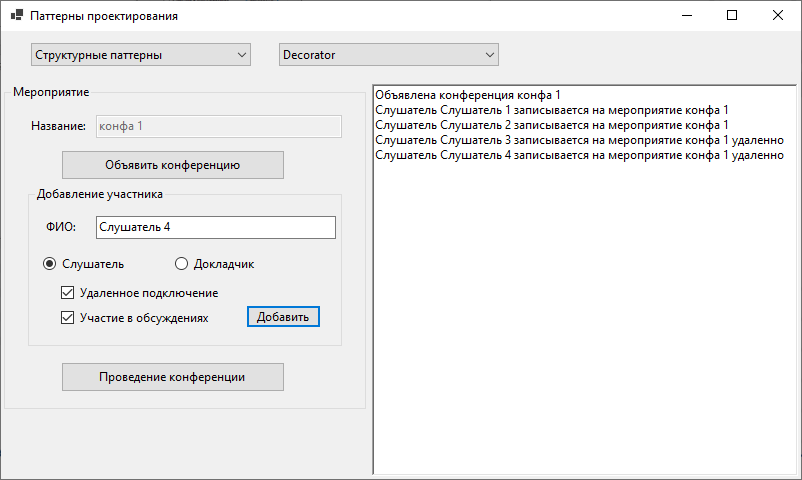 Паттерны проектирования
Структурные паттерны
Decorator
Мероприятие
Название:
конфа 1
Объявить конференцию
Добавление участника
ФИО:
Слушатель 4
Слушатель
Докладчик
Удаленное подключение
Участие в обсуждениях
Добавить
Проведение конференции
Объявлена конференция конфа 1
Слушатель Слушатель 1 записывается на мероприятие конфа 1
Слушатель Слушатель 2 записывается на мероприятие конфа 1
Слушатель Слушатель 3 записывается на мероприятие конфа 1 удаленно
Слушатель Слушатель 4 записывается на мероприятие конфа 1 удаленно